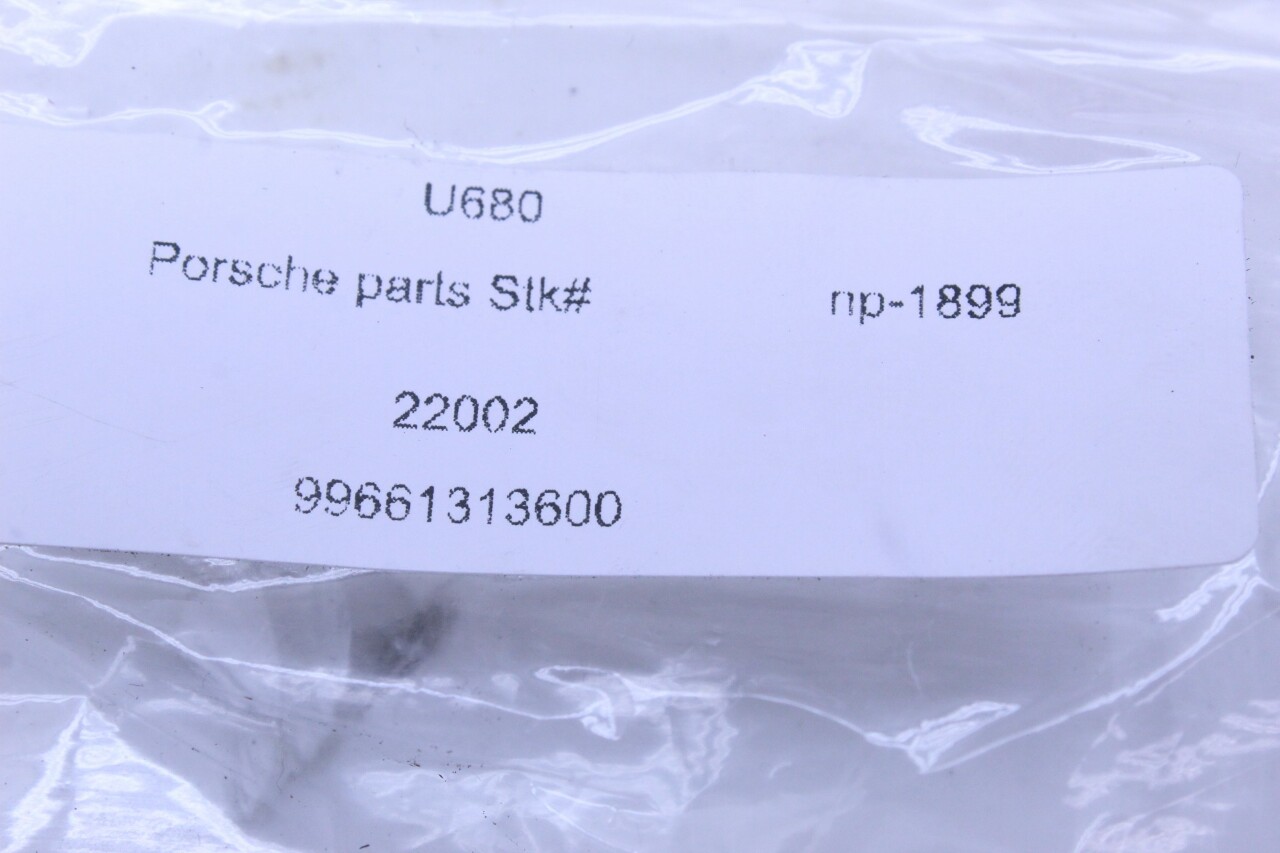 U680
Porsche parts Stk# np-1899
22002
99661313600